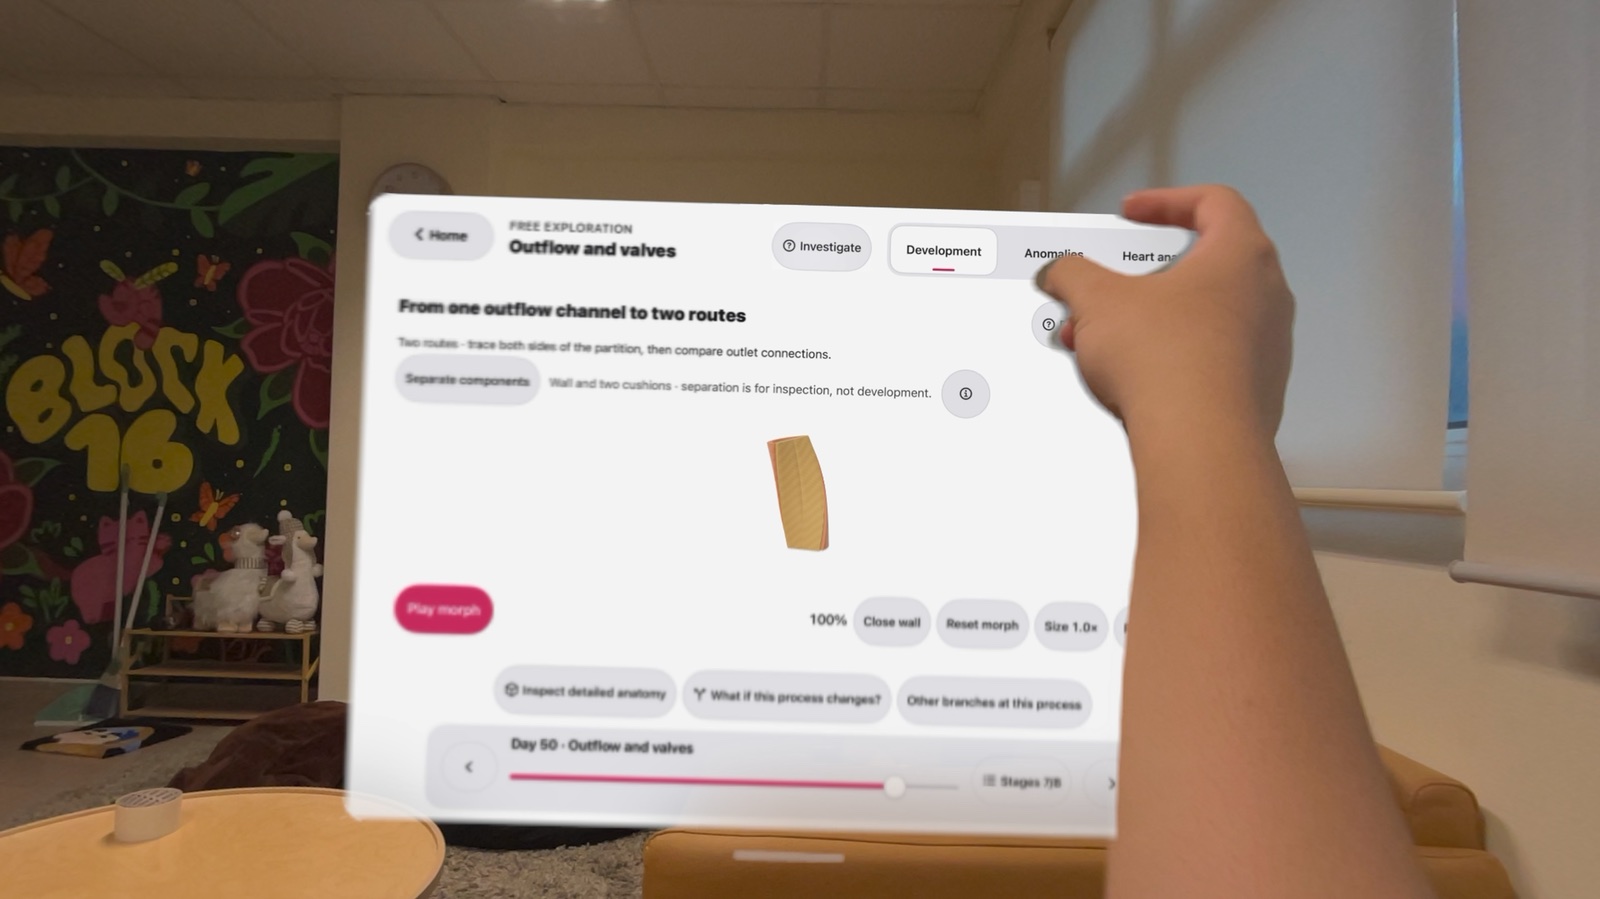 BLOCK
16
Home
FREE EXPLORATION
Outflow and valves
Investigate
Development
Anomalies
Heart and
From one outflow channel to two routes
Two routes - trace both sides of the partition, then compare outlet connections.
Separate components
Wall and two cushions - separation is for inspection, not development.
Play morph
100%
Close wall
Reset morph
Size 1.0×
Inspect detailed anatomy
What if this process changes?
Other branches at this process
Day 50 · Outflow and valves
Stages 7/8